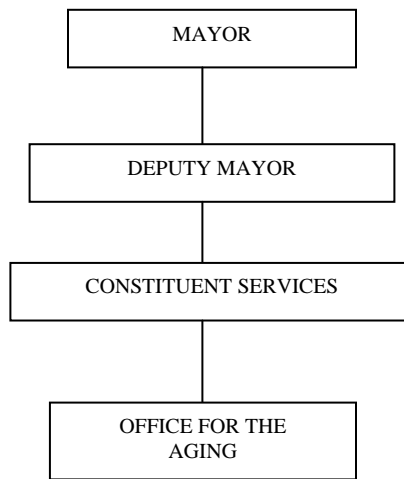 MAYOR
DEPUTY MAYOR
CONSTITUENT SERVICES
OFFICE FOR THE
AGING